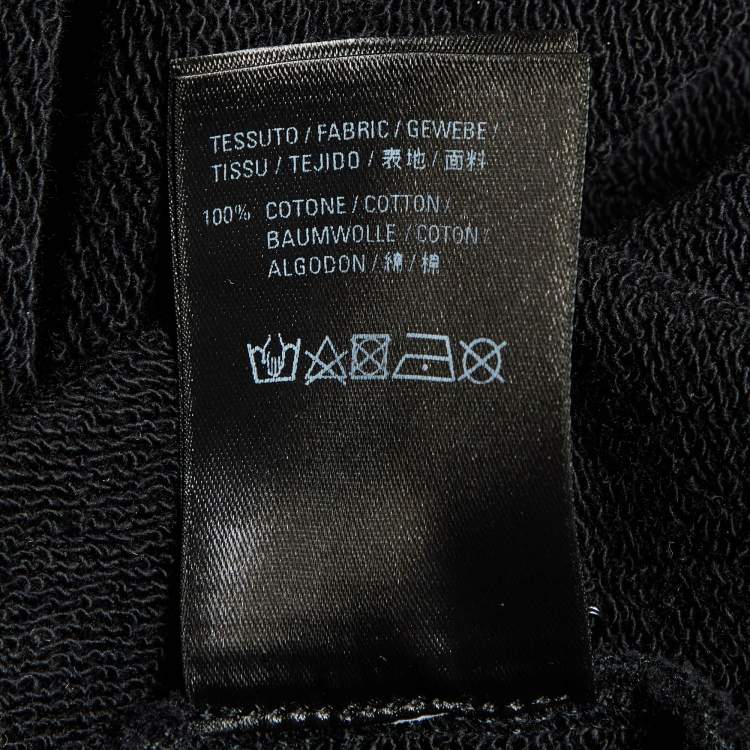 TESSUTO / FABRIC / GEWEBE /
TISSU / TEJIDO / 表地 / 面料
100% COTONE / COTTON /
BAUMWOLLE / COTON /
ALGODON / 綿 / 棉